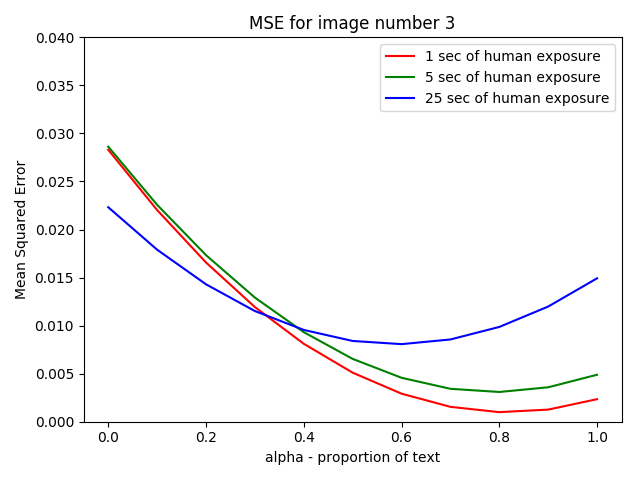 MSE for image number 3
1 sec of human exposure
5 sec of human exposure
25 sec of human exposure
Mean Squared Error
0.040
0.035
0.030
0.025
0.020
0.015
0.010
0.005
0.000
0.0 0.2 0.4 0.6 0.8 1.0
alpha - proportion of text